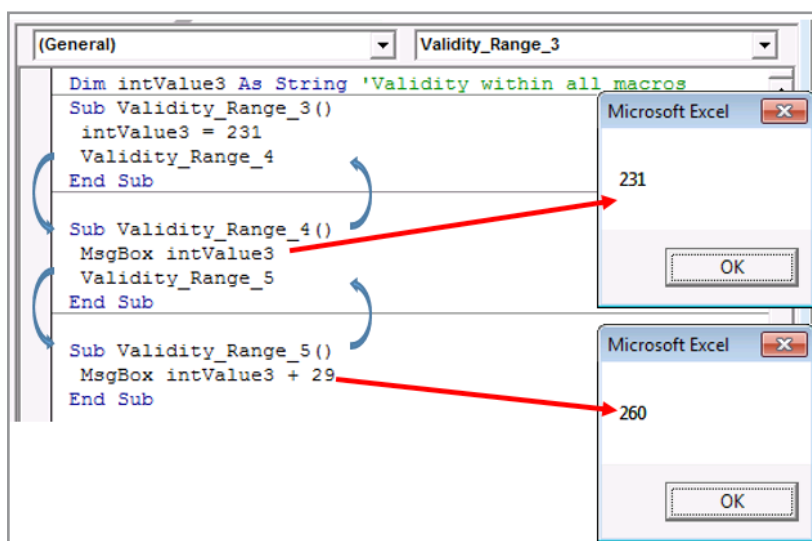 (General) Validity_Range_3
Dim intValue3 As String 'Validity within all macros
Sub Validity_Range_3()
intValue3 = 231
Validity_Range_4
End Sub
Sub Validity_Range_4()
MsgBox intValue3
Validity_Range_5
End Sub
Sub Validity_Range_5()
MsgBox intValue3 + 29
End Sub
Microsoft Excel
231
OK
Microsoft Excel
260
OK